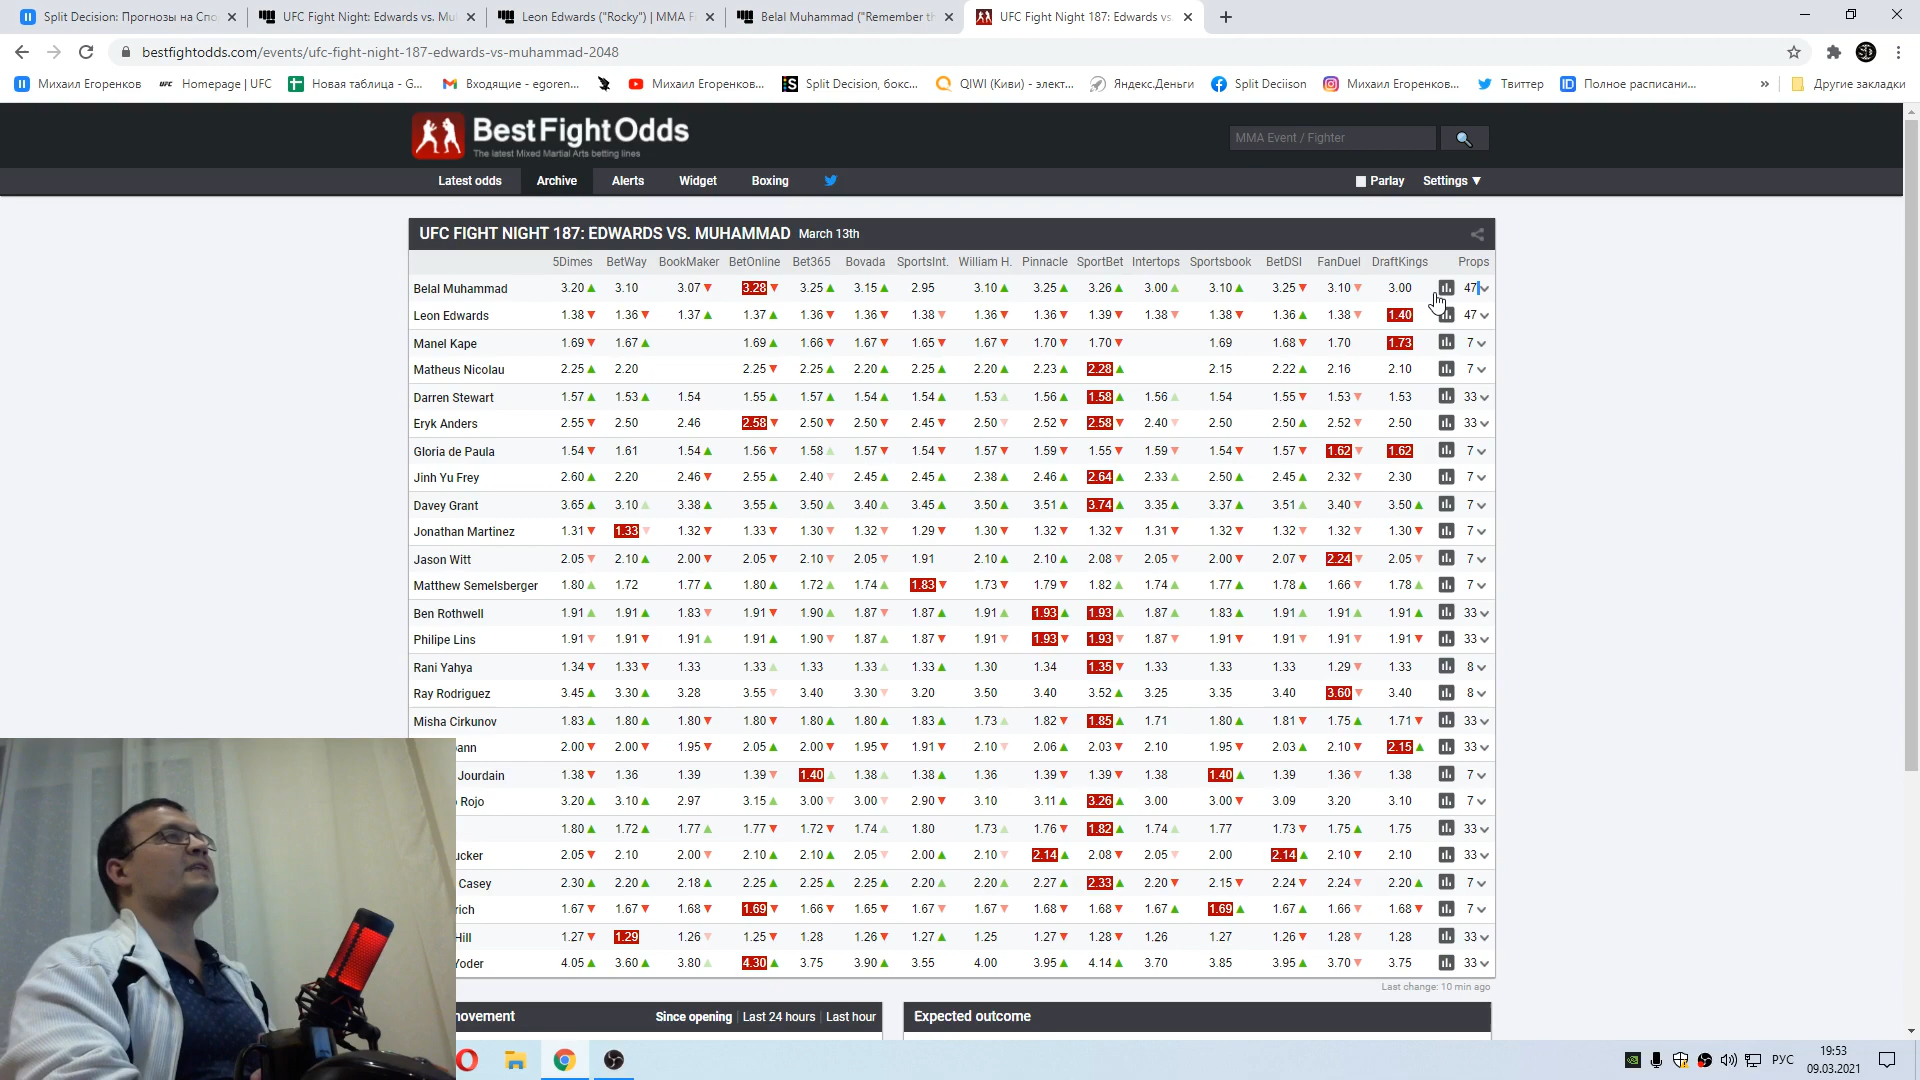 Split Decision: Прогнозы на Спо
UFC Fight Night: Edwards vs. Mu
Leon Edwards ("Rocky") | MMA F
Belal Muhammad ("Remember th
UFC Fight Night 187: Edwards vs.
bestfightodds.com/events/ufc-fight-night-187-edwards-vs-muhammad-2048
Михаил Егоренков
Homepage | UFC
Новая таблица - G...
Входящие - egoren...
Михаил Егоренков...
Split Decision, бокс...
QIWI (Киви) - элект...
Яндекс.Деньги
Split Deciison
Михаил Егоренков...
Твиттер
Полное расписани...
»
Другие закладки
BestFightOdds
The latest Mixed Martial Arts betting lines
MMA Event / Fighter
Latest odds Archive Alerts Widget Boxing Parlay Settings ▼
UFC FIGHT NIGHT 187: EDWARDS VS. MUHAMMAD March 13th
5Dimes BetWay BookMaker BetOnline Bet365 Bovada SportsInt. William H. Pinnacle SportBet Intertops Sportsbook BetDSI FanDuel DraftKings Props
Belal Muhammad 3.20▲ 3.10 3.07▼ 3.28▼ 3.25▲ 3.15▲ 2.95 3.10▲ 3.25▲ 3.26▲ 3.00▲ 3.10▲ 3.25▼ 3.10▼ 3.00 47
Leon Edwards 1.38▼ 1.36▼ 1.37▲ 1.37▲ 1.36▼ 1.36▼ 1.38▼ 1.36▼ 1.36▼ 1.39▼ 1.38▼ 1.38▼ 1.36▲ 1.38▼ 1.40 47
Manel Kape 1.69▼ 1.67▲ 1.69▲ 1.66▼ 1.67▼ 1.65▼ 1.67▼ 1.70▼ 1.70▼ 1.69 1.68▼ 1.70 1.73 7
Matheus Nicolau 2.25▲ 2.20 2.25▼ 2.25▲ 2.20▲ 2.25▲ 2.20▲ 2.23▲ 2.28▲ 2.15 2.22▲ 2.16 2.10 7
Darren Stewart 1.57▲ 1.53▲ 1.54 1.55▲ 1.57▲ 1.54▲ 1.54▲ 1.53▲ 1.56▲ 1.58▲ 1.56▲ 1.54 1.55▼ 1.53▼ 1.53 33
Eryk Anders 2.55▼ 2.50 2.46 2.58▼ 2.50▼ 2.50▼ 2.45▼ 2.50▼ 2.52▼ 2.58▼ 2.40▼ 2.50 2.50▲ 2.52▼ 2.50 33
Gloria de Paula 1.54▼ 1.61 1.54▲ 1.56▼ 1.58▲ 1.57▼ 1.54▼ 1.57▼ 1.59▼ 1.55▼ 1.59▼ 1.54▼ 1.57▼ 1.62▼ 1.62 7
Jinh Yu Frey 2.60▲ 2.20 2.46▼ 2.55▲ 2.40▼ 2.45▲ 2.45▲ 2.38▲ 2.46▲ 2.64▲ 2.33▲ 2.50▲ 2.45▲ 2.32▼ 2.30 7
Davey Grant 3.65▲ 3.10▲ 3.38▲ 3.55▲ 3.50▲ 3.40▲ 3.45▲ 3.50▲ 3.51▲ 3.74▲ 3.35▲ 3.37▲ 3.51▲ 3.40▼ 3.50▲ 7
Jonathan Martinez 1.31▼ 1.33▼ 1.32▼ 1.33▼ 1.30▼ 1.32▼ 1.29▼ 1.30▼ 1.32▼ 1.32▼ 1.31▼ 1.32▼ 1.32▼ 1.32▼ 1.30▼ 7
Jason Witt 2.05▼ 2.10▲ 2.00▼ 2.05▼ 2.10▼ 2.05▼ 1.91 2.10▲ 2.10▲ 2.08▼ 2.05▼ 2.00▼ 2.07▼ 2.24▼ 2.05▼ 7
Matthew Semelsberger 1.80▲ 1.72 1.77▲ 1.80▲ 1.72▲ 1.74▲ 1.83▼ 1.73▼ 1.79▼ 1.82▲ 1.74▲ 1.77▲ 1.78▲ 1.66▼ 1.78▲ 7
Ben Rothwell 1.91▲ 1.91▲ 1.83▼ 1.91▼ 1.90▲ 1.87▼ 1.87▲ 1.91▲ 1.93▲ 1.93▲ 1.87▲ 1.83▲ 1.91▲ 1.91▲ 1.91▲ 33
Philipe Lins 1.91▼ 1.91▼ 1.91▲ 1.91▲ 1.90▼ 1.87▲ 1.87▼ 1.91▼ 1.93▼ 1.93▼ 1.87▼ 1.91▼ 1.91▼ 1.91▼ 1.91▼ 33
Rani Yahya 1.34▼ 1.33▼ 1.33 1.33▲ 1.33 1.33▲ 1.33▲ 1.30 1.34 1.35▼ 1.33 1.33 1.33 1.29▼ 1.33 8
Ray Rodriguez 3.45▲ 3.30▲ 3.28 3.55▼ 3.40 3.30▼ 3.20 3.50 3.40 3.52▲ 3.25 3.35 3.40 3.60▼ 3.40 8
Misha Cirkunov 1.83▲ 1.80▲ 1.80▼ 1.80▼ 1.80▲ 1.80▲ 1.83▲ 1.73▲ 1.82▼ 1.85▲ 1.71 1.80▲ 1.81▼ 1.75▲ 1.71▼ 33
ann 2.00▼ 2.00▼ 1.95▼ 2.05▲ 2.00▼ 1.95▼ 1.91▼ 2.10▼ 2.06▲ 2.03▼ 2.10 1.95▼ 2.03▲ 2.10▼ 2.15▲ 33
Jourdain 1.38▼ 1.36 1.39 1.39▼ 1.40▲ 1.38▲ 1.38▲ 1.36 1.39▼ 1.39▼ 1.38 1.40▲ 1.39 1.36▼ 1.38 7
Rojo 3.20▲ 3.10▲ 2.97 3.15▲ 3.00▼ 3.00▼ 2.90▼ 3.10 3.11▲ 3.26▲ 3.00 3.00▼ 3.09 3.20 3.10 7
1.80▲ 1.72▲ 1.77▲ 1.77▼ 1.72▼ 1.74▲ 1.80 1.73▲ 1.76▼ 1.82▲ 1.74▲ 1.77 1.73▼ 1.75▲ 1.75 33
ucker 2.05▼ 2.10 2.00▼ 2.10▲ 2.10▲ 2.05▼ 2.00▲ 2.10▼ 2.14▲ 2.08▼ 2.05▼ 2.00 2.14▲ 2.10▼ 2.10 33
Casey 2.30▲ 2.20▲ 2.18▲ 2.25▲ 2.25▲ 2.25▲ 2.20▲ 2.20▲ 2.27▲ 2.33▲ 2.20▼ 2.15▼ 2.24▼ 2.24▼ 2.20▲ 7
rich 1.67▼ 1.67▼ 1.68▼ 1.69▼ 1.66▼ 1.65▼ 1.67▼ 1.67▼ 1.68▼ 1.68▼ 1.67▲ 1.69▲ 1.67▲ 1.66▼ 1.68▼ 7
Hill 1.27▼ 1.29 1.26▼ 1.25▼ 1.28 1.26▼ 1.27▲ 1.25 1.27▼ 1.28▼ 1.26 1.27 1.26▼ 1.28▼ 1.28 33
Yoder 4.05▲ 3.60▲ 3.80▲ 4.30▲ 3.75 3.90▲ 3.55 4.00 3.95▲ 4.14▲ 3.70 3.85 3.95▲ 3.70▼ 3.75 33
Last change: 10 min ago
ovement Since opening | Last 24 hours | Last hour
Expected outcome
РУС
19:53
09.03.2021